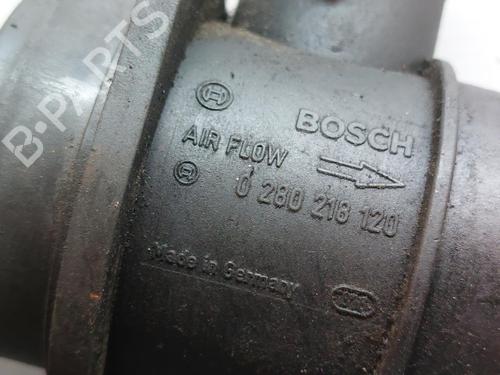 B-PARTS
BOSCH
AIR FLOW
0 280 218 120
Made in Germany